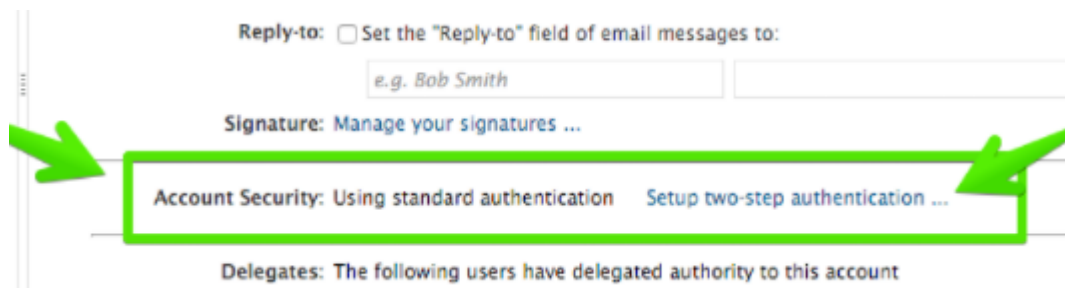 Reply-to: Set the "Reply-to" field of email messages to:
e.g. Bob Smith
Signature: Manage your signatures ...
Account Security: Using standard authentication Setup two-step authentication ...
Delegates: The following users have delegated authority to this account